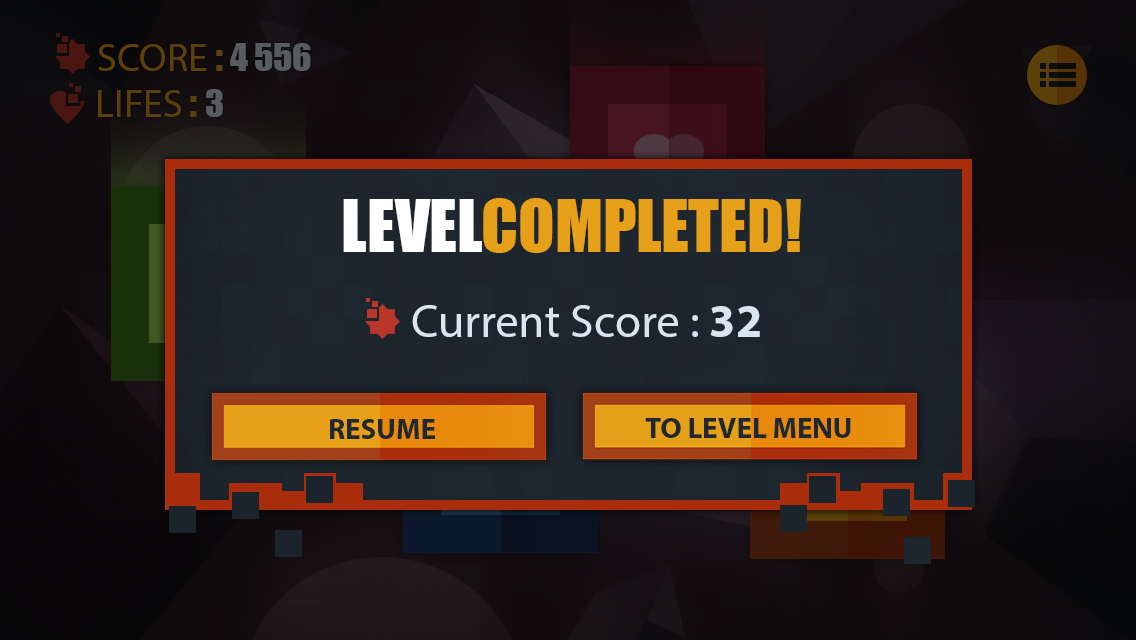 SCORE : 4 556
LIFES : 3
LEVELCOMPLETED!
Current Score : 32
RESUME
TO LEVEL MENU